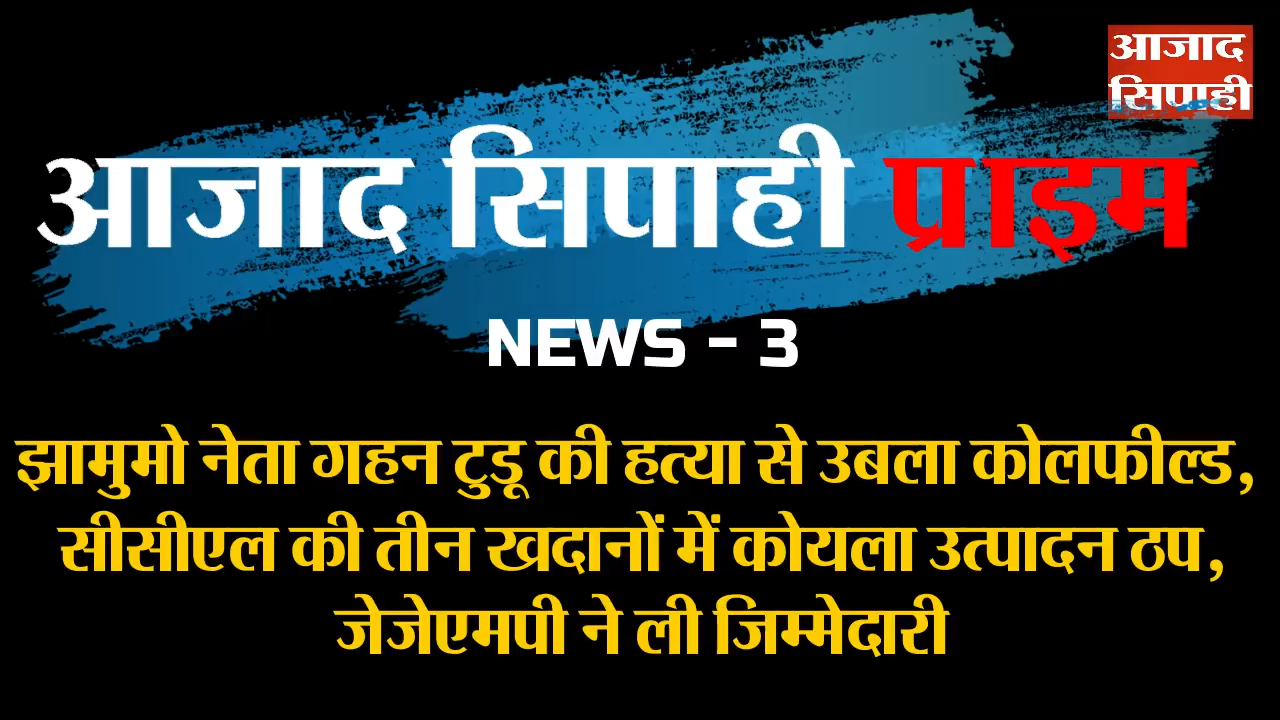 आजाद
सिपाही
आजाद सिपाही प्राइम
NEWS - 3
झामुमो नेता गहन टुडू की हत्या से उबला कोलफील्ड,
सीसीएल की तीन खदानों में कोयला उत्पादन ठप,
जेजेएमपी ने ली जिम्मेदारी